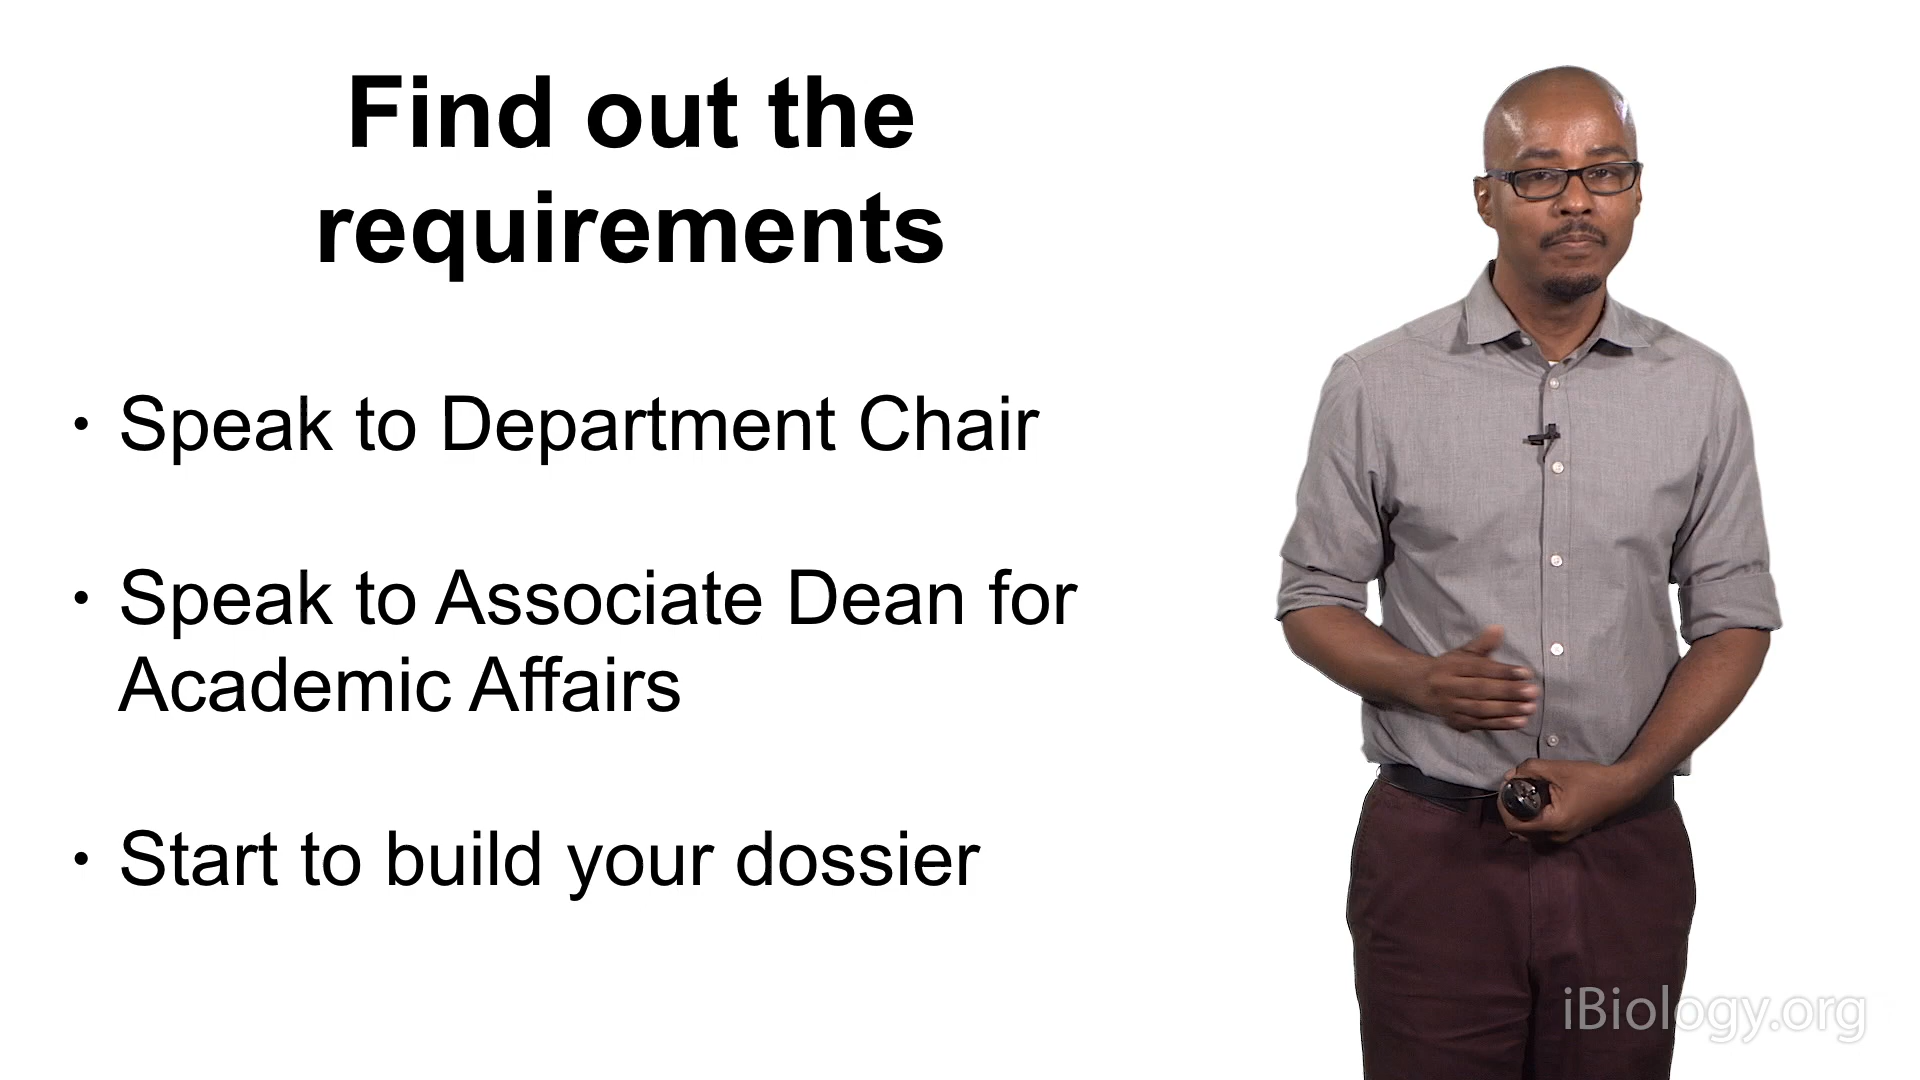 Find out the
requirements
• Speak to Department Chair
• Speak to Associate Dean for
Academic Affairs
• Start to build your dossier
iBiology.org